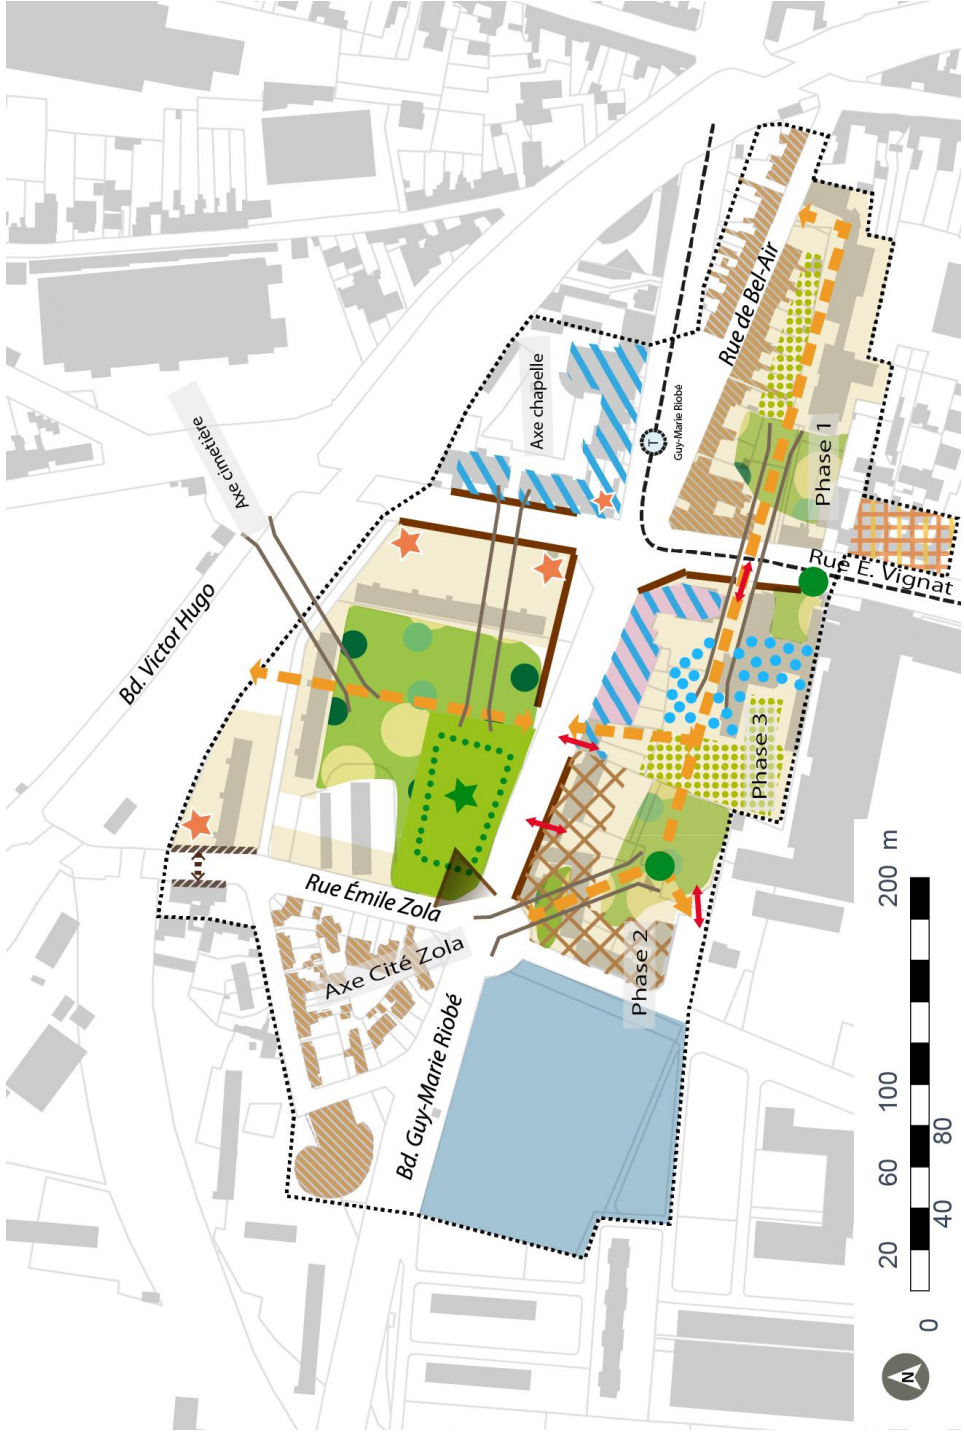 Axe cimetière
Bd. Victor Hugo
Axe chapelle
Rue de Bel-Air
T
Guy-Marie Riobé
Phase 1
Rue E. Vignat
Rue Émile Zola
Axe Cité Zola
Phase 3
Phase 2
Bd. Guy-Marie Riobé
0 20 40 60 80 100 200 m
N